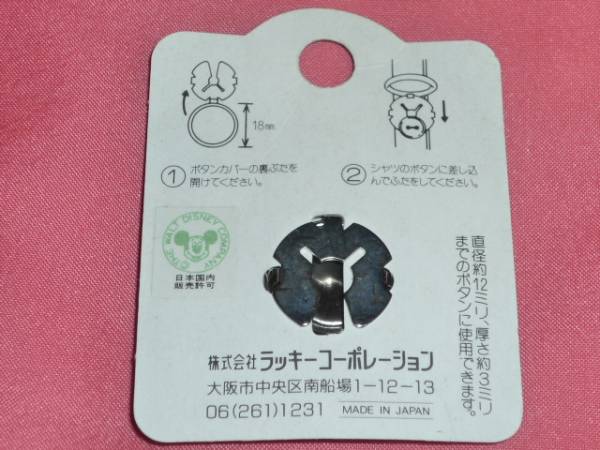 18mm
① ボタンカバーの裏ぶたを
開けてください。
② シャツのボタンに差し込
んでふたをしてください。
©THE WALT DISNEY COMPANY
日本国内
販売許可
直径約12ミリ、厚さ約3ミリ
までのボタンに使用できます。
株式会社 ラッキーコーポレーション
大阪市中央区南船場1-12-13
06(261)1231 MADE IN JAPAN